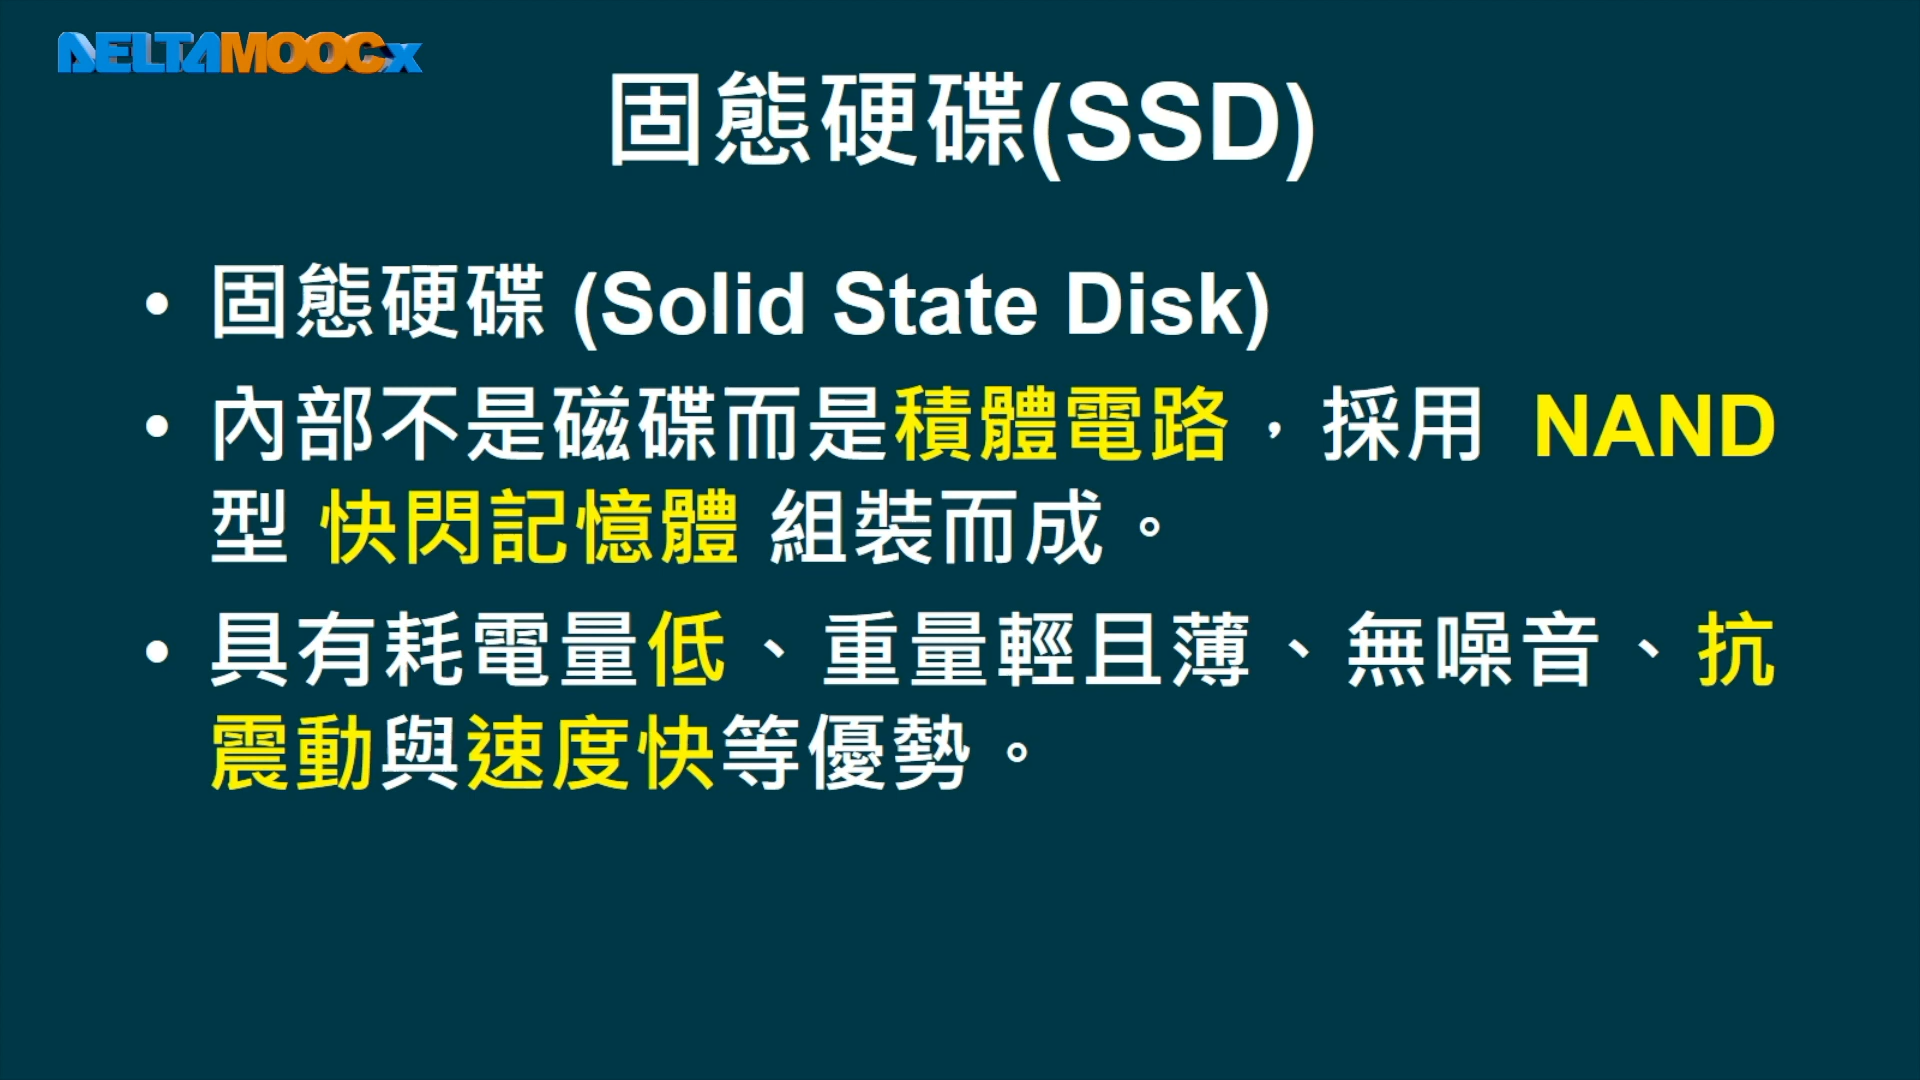 DELTAMOOCx
固態硬碟(SSD)
• 固態硬碟 (Solid State Disk)
• 內部不是磁碟而是積體電路，採用 NAND
型 快閃記憶體 組裝而成。
• 具有耗電量低、重量輕且薄、無噪音、抗
震動與速度快等優勢。